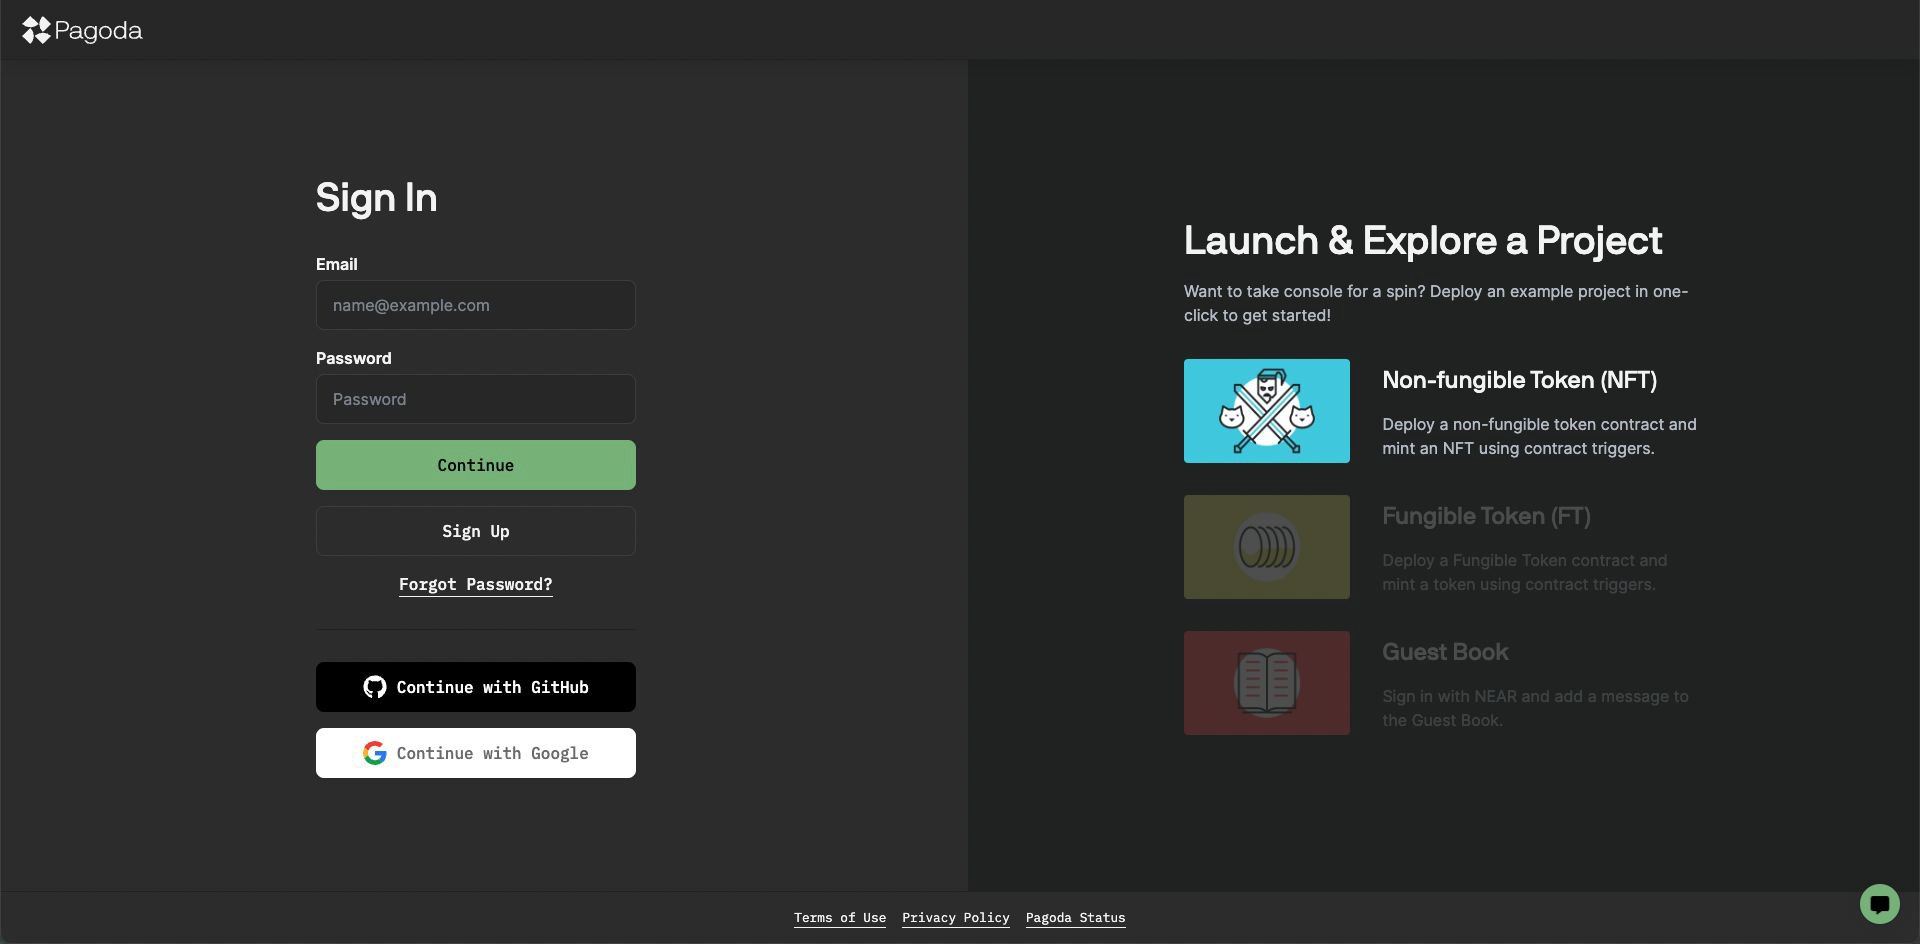 Pagoda
Sign In
Email
name@example.com
Password
Password
Continue
Sign Up
Forgot Password?
Continue with GitHub
Continue with Google
Launch & Explore a Project
Want to take console for a spin? Deploy an example project in one-
click to get started!
Non-fungible Token (NFT)
Deploy a non-fungible token contract and
mint an NFT using contract triggers.
Fungible Token (FT)
Deploy a Fungible Token contract and
mint a token using contract triggers.
Guest Book
Sign in with NEAR and add a message to
the Guest Book.
Terms of Use Privacy Policy Pagoda Status